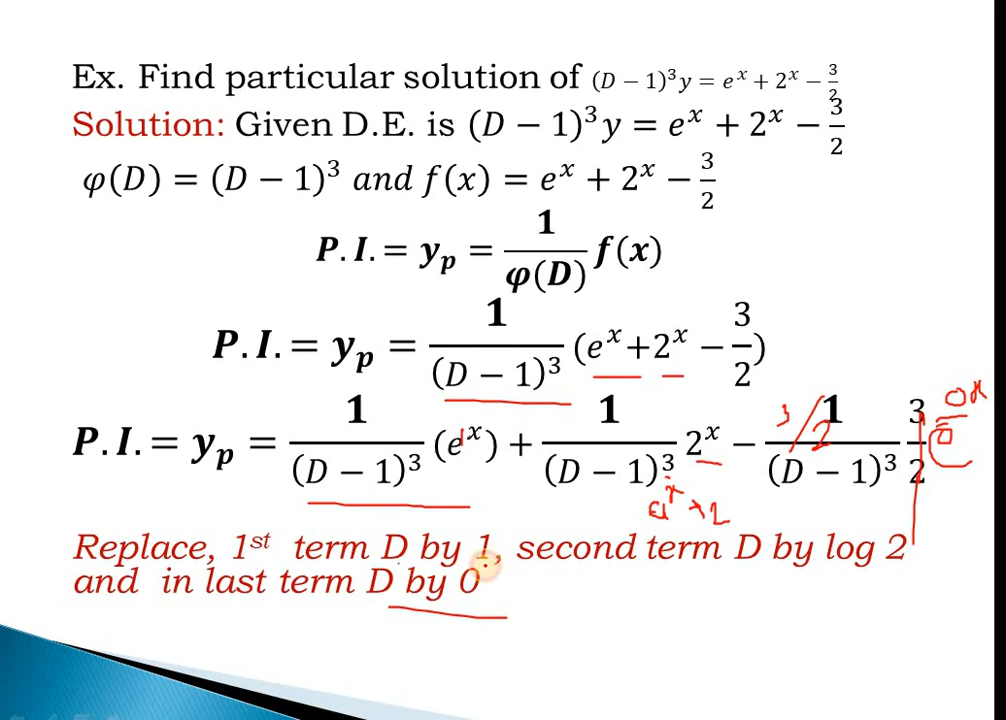 Ex. Find particular solution of (D − 1)³y = eˣ + 2ˣ − 3/2
Solution: Given D.E. is (D − 1)³y = eˣ + 2ˣ − 3/2
φ(D) = (D − 1)³ and f(x) = eˣ + 2ˣ − 3/2
P.I. = yₚ = 1/φ(D) f(x)
P.I. = yₚ = 1/(D − 1)³ (eˣ+2ˣ − 3/2)
P.I. = yₚ = 1/(D − 1)³ (eˣ) + 1/(D − 1)³ 2ˣ − 1/(D − 1)³ 3/2
Replace, 1st term D by 1, second term D by log 2
and in last term D by 0